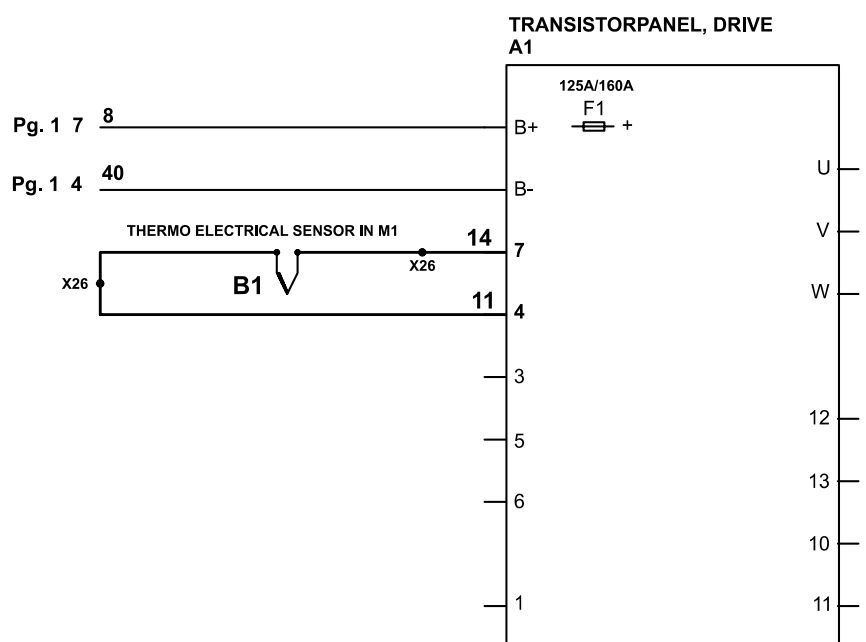 TRANSISTORPANEL, DRIVE
A1
125A/160A
F1
Pg. 1 7 8
B+
+
Pg. 1 4 40
B-
U
THERMO ELECTRICAL SENSOR IN M1
14
7
V
X26
X26
B1
W
11
4
3
12
5
13
6
10
1
11